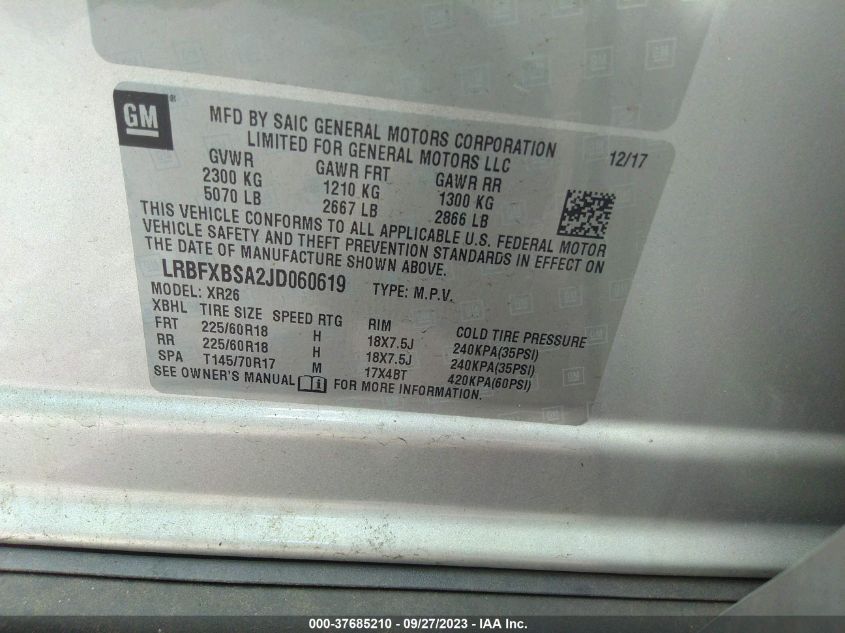 GM ®
MFD BY SAIC GENERAL MOTORS CORPORATION
LIMITED FOR GENERAL MOTORS LLC
12/17
GVWR GAWR FRT GAWR RR
2300 KG 1210 KG 1300 KG
5070 LB 2667 LB 2866 LB
THIS VEHICLE CONFORMS TO ALL APPLICABLE U.S. FEDERAL MOTOR
VEHICLE SAFETY AND THEFT PREVENTION STANDARDS IN EFFECT ON
THE DATE OF MANUFACTURE SHOWN ABOVE.
LRBFXBSA2JD060619 TYPE: M.P.V.
MODEL: XR26
XBHL TIRE SIZE SPEED RTG RIM COLD TIRE PRESSURE
FRT 225/60R18 H 18X7.5J 240KPA(35PSI)
RR 225/60R18 H 18X7.5J 240KPA(35PSI)
SPA T145/70R17 M 17X4BT 420KPA(60PSI)
SEE OWNER'S MANUAL FOR MORE INFORMATION.
000-37685210 - 09/27/2023 - IAA Inc.